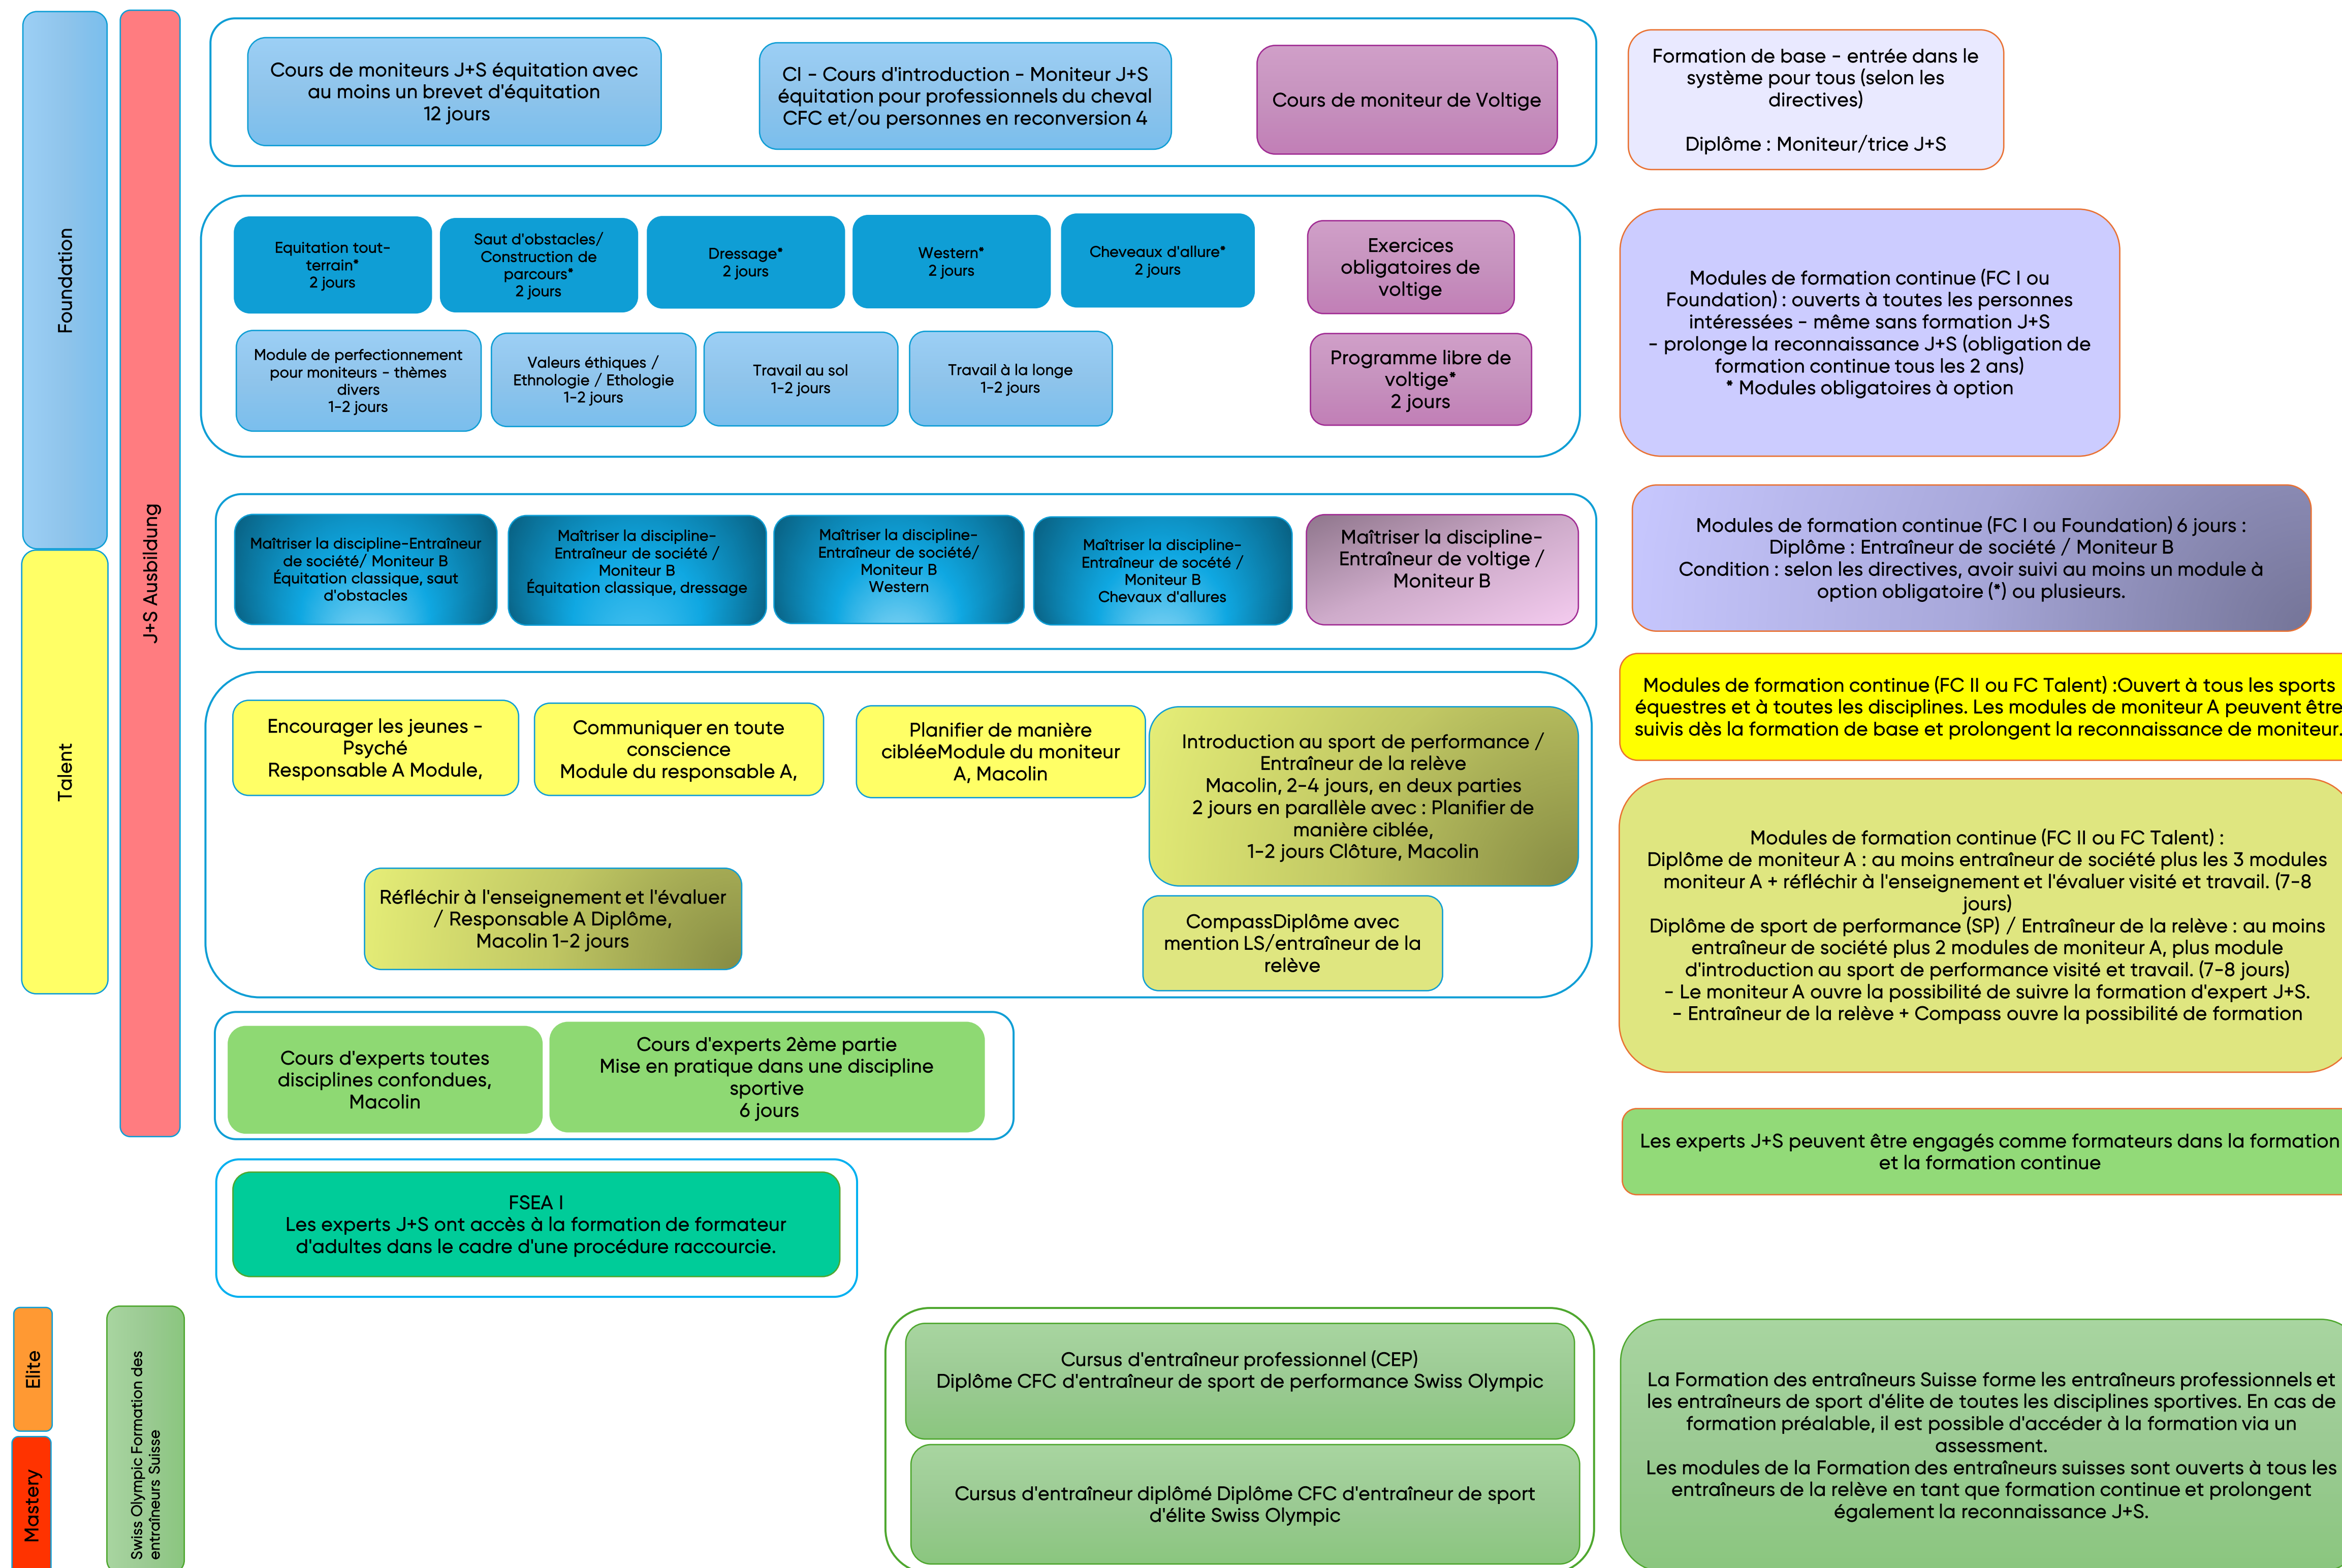 Foundation
Talent
J+S Ausbildung
Cours de moniteurs J+S équitation avec
au moins un brevet d'équitation
12 jours
CI - Cours d'introduction - Moniteur J+S
équitation pour professionnels du cheval
CFC et/ou personnes en reconversion 4
Cours de moniteur de Voltige
Formation de base - entrée dans le
système pour tous (selon les
directives)
Diplôme : Moniteur/trice J+S
Equitation tout-
terrain*
2 jours
Saut d'obstacles/
Construction de
parcours*
2 jours
Dressage*
2 jours
Western*
2 jours
Cheveaux d'allure*
2 jours
Exercices
obligatoires de
voltige
Module de perfectionnement
pour moniteurs - thèmes
divers
1-2 jours
Valeurs éthiques /
Ethnologie / Ethologie
1-2 jours
Travail au sol
1-2 jours
Travail à la longe
1-2 jours
Programme libre de
voltige*
2 jours
Modules de formation continue (FC I ou
Foundation) : ouverts à toutes les personnes
intéressées - même sans formation J+S
- prolonge la reconnaissance J+S (obligation de
formation continue tous les 2 ans)
* Modules obligatoires à option
Maîtriser la discipline-Entraîneur
de société/ Moniteur B
Équitation classique, saut
d'obstacles
Maîtriser la discipline-
Entraîneur de société /
Moniteur B
Équitation classique, dressage
Maîtriser la discipline-
Entraîneur de société/
Moniteur B
Western
Maîtriser la discipline-
Entraîneur de socété /
Moniteur B
Chevaux d'allures
Maîtriser la discipline-
Entraîneur de voltige /
Moniteur B
Modules de formation continue (FC I ou Foundation) 6 jours :
Diplôme : Entraîneur de société / Moniteur B
Condition : selon les directives, avoir suivi au moins un module à
option obligatoire (*) ou plusieurs.
Modules de formation continue (FC II ou FC Talent) :Ouvert à tous les sports
équestres et à toutes les disciplines. Les modules de moniteur A peuvent être
suivis dès la formation de base et prolongent la reconnaissance de moniteur.
Encourager les jeunes -
Psyché
Responsable A Module,
Communiquer en toute
conscience
Module du responsable A,
Planifier de manière
cibléeModule du moniteur
A, Macolin
Introduction au sport de performance /
Entraîneur de la relève
Macolin, 2-4 jours, en deux parties
2 jours en parallèle avec : Planifier de
manière ciblée,
1-2 jours Clôture, Macolin
Réfléchir à l'enseignement et l'évaluer
/ Responsable A Diplôme,
Macolin 1-2 jours
CompassDiplôme avec
mention LS/entraîneur de la
relève
Modules de formation continue (FC II ou FC Talent) :
Diplôme de moniteur A : au moins entraîneur de société plus les 3 modules
moniteur A + réfléchir à l'enseignement et l'évaluer visité et travail. (7-8
jours)
Diplôme de sport de performance (SP) / Entraîneur de la relève : au moins
entraîneur de société plus 2 modules de moniteur A, plus module
d'introduction au sport de performance visité et travail. (7-8 jours)
- Le moniteur A ouvre la possibilité de suivre la formation d'expert J+S.
- Entraîneur de la relève + Compass ouvre la possibilité de formation
Cours d'experts toutes
disciplines confondues,
Macolin
Cours d'experts 2ème partie
Mise en pratique dans une discipline
sportive
6 jours
Les experts J+S peuvent être engagés comme formateurs dans la formation
et la formation continue
FSEA I
Les experts J+S ont accès à la formation de formateur
d'adultes dans le cadre d'une procédure raccourcie.
Elite
Mastery
Swiss Olympic Formation des
entraîneurs Suisse
Cursus d'entraîneur professionnel (CEP)
Diplôme CFC d'entraîneur de sport de performance Swiss Olympic
Cursus d'entraîneur diplômé Diplôme CFC d'entraîneur de sport
d'élite Swiss Olympic
La Formation des entraîneurs Suisse forme les entraîneurs professionnels et
les entraîneurs de sport d'élite de toutes les disciplines sportives. En cas de
formation préalable, il est possible d'accéder à la formation via un
assessment.
Les modules de la Formation des entraîneurs suisses sont ouverts à tous les
entraîneurs de la relève en tant que formation continue et prolongent
également la reconnaissance J+S.